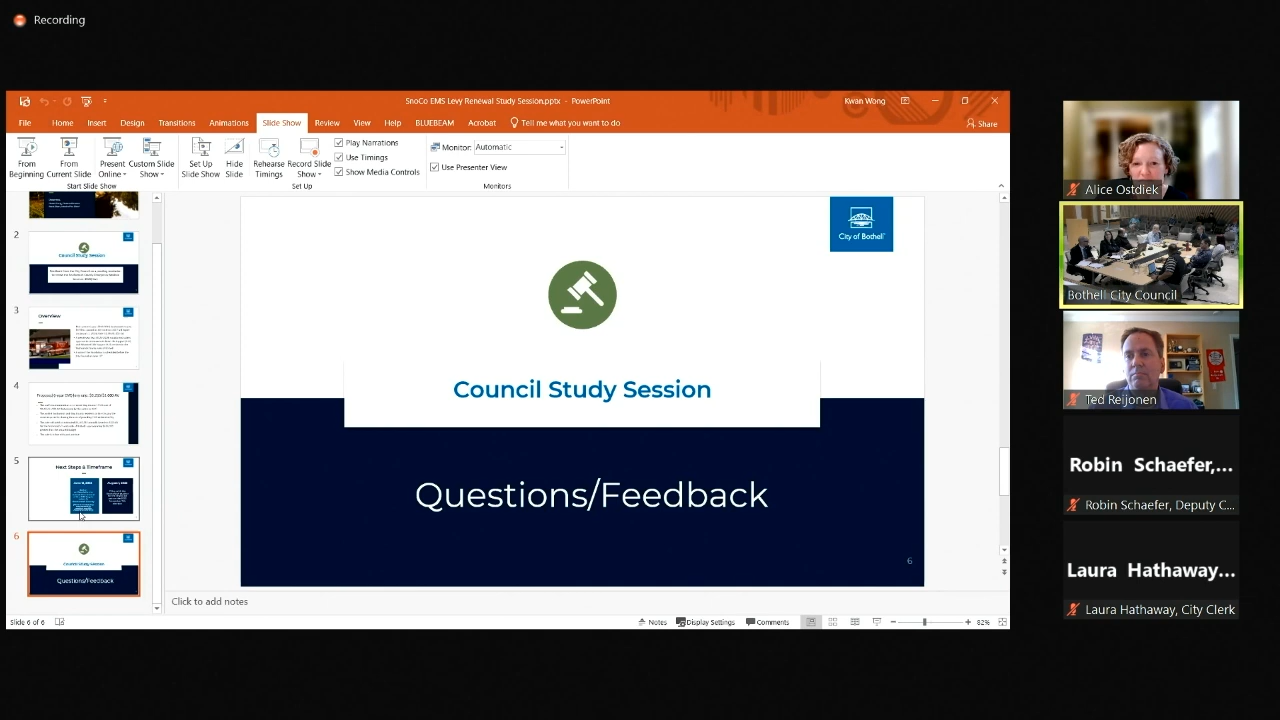 Recording
SnoCo EMS Levy Renewal Study Session.pptx - PowerPoint
Kwan Wong
File Home Insert Design Transitions Animations Slide Show Review View Help BLUEBEAM Acrobat Tell me what you want to do
Share
From Beginning
From Current Slide
Present Online
Custom Slide Show
Start Slide Show
Set Up Slide Show
Hide Slide
Rehearse Timings
Record Slide Show
Play Narrations
Use Timings
Show Media Controls
Set Up
Monitor: Automatic
Use Presenter View
Monitors
2
Council Study Session
3
Overview
4
5
Next Steps & Timeframe
6
Council Study Session
Questions/Feedback
City of Bothell
Council Study Session
Questions/Feedback
6
Click to add notes
Slide 6 of 6
Notes
Display Settings
Comments
82%
Alice Ostdiek
Bothell City Council
Ted Reijonen
Robin Schaefer,...
Robin Schaefer, Deputy C...
Laura Hathaway...
Laura Hathaway, City Clerk